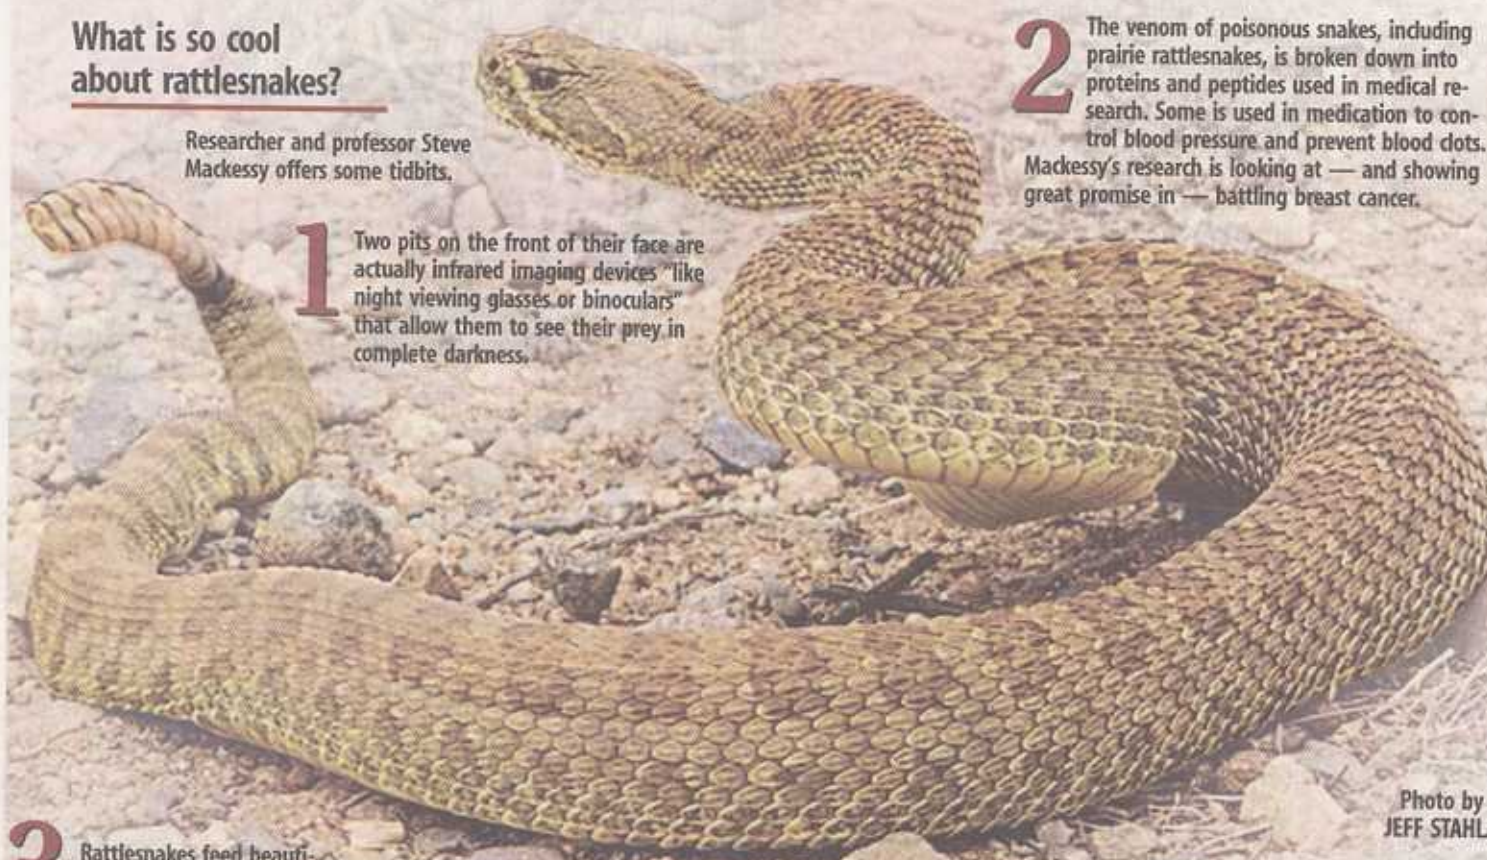 What is so cool
about rattlesnakes?
Researcher and professor Steve
Mackessy offers some tidbits.
1
Two pits on the front of their face are
actually infrared imaging devices "like
night viewing glasses or binoculars"
that allow them to see their prey in
complete darkness.
2
The venom of poisonous snakes, including
prairie rattlesnakes, is broken down into
proteins and peptides used in medical re-
search. Some is used in medication to con-
trol blood pressure and prevent blood clots.
Mackessy's research is looking at — and showing
great promise in — battling breast cancer.
Photo by
JEFF STAHL
3
Rattlesnakes feed beauti-